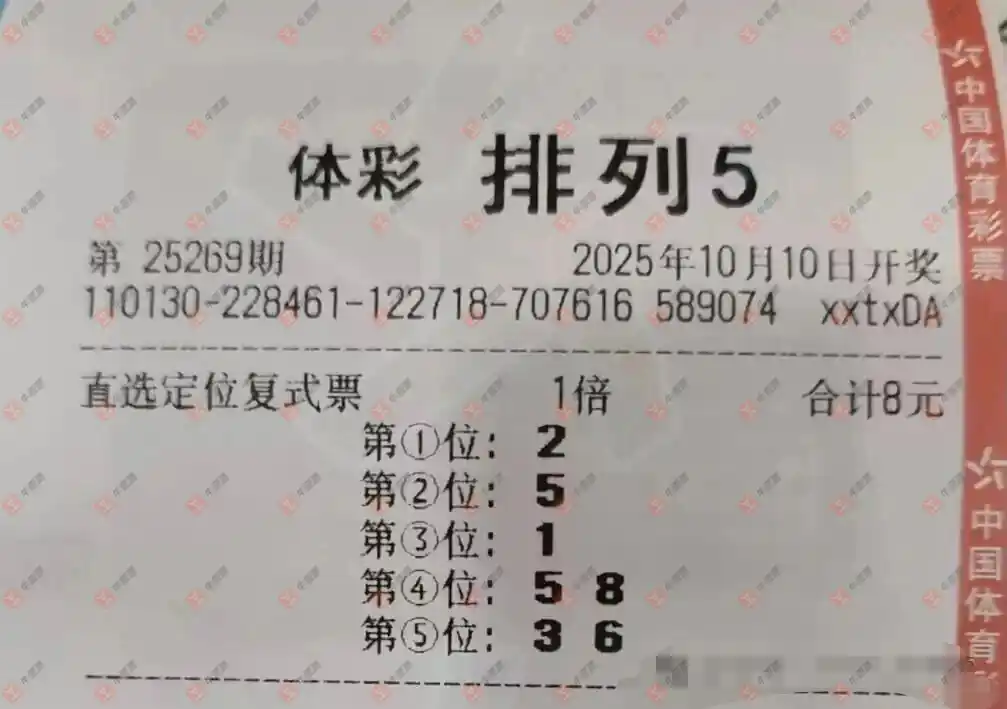 体彩 排列5
第 25269期 2025年10月10日开奖
110130-228461-122718-707616 589074 xxtxDA
直选定位复式票 1倍 合计8元
第①位: 2
第②位: 5
第③位: 1
第④位: 5 8
第⑤位: 3 6
中国体育彩票
中国体育